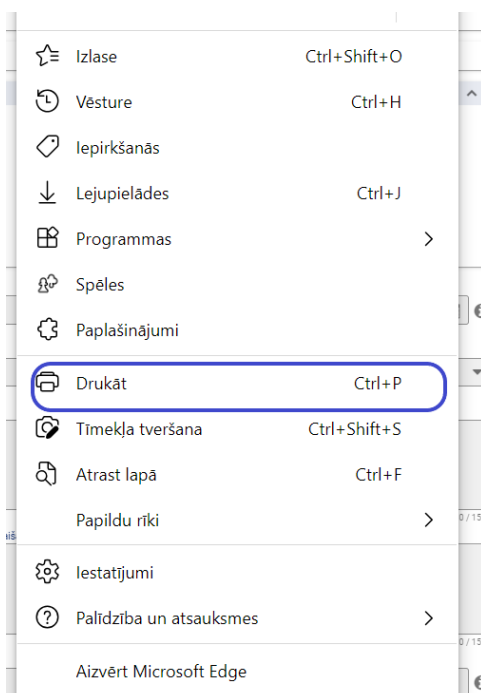 Izlase Ctrl+Shift+O
Vēsture Ctrl+H
Iepirkšanās
Lejupielādes Ctrl+J
Programmas
Spēles
Paplašinājumi
Drukāt Ctrl+P
Tīmekļa tveršana Ctrl+Shift+S
Atrast lapā Ctrl+F
Papildu rīki
Iestatījumi
Palīdzība un atsauksmes
Aizvērt Microsoft Edge